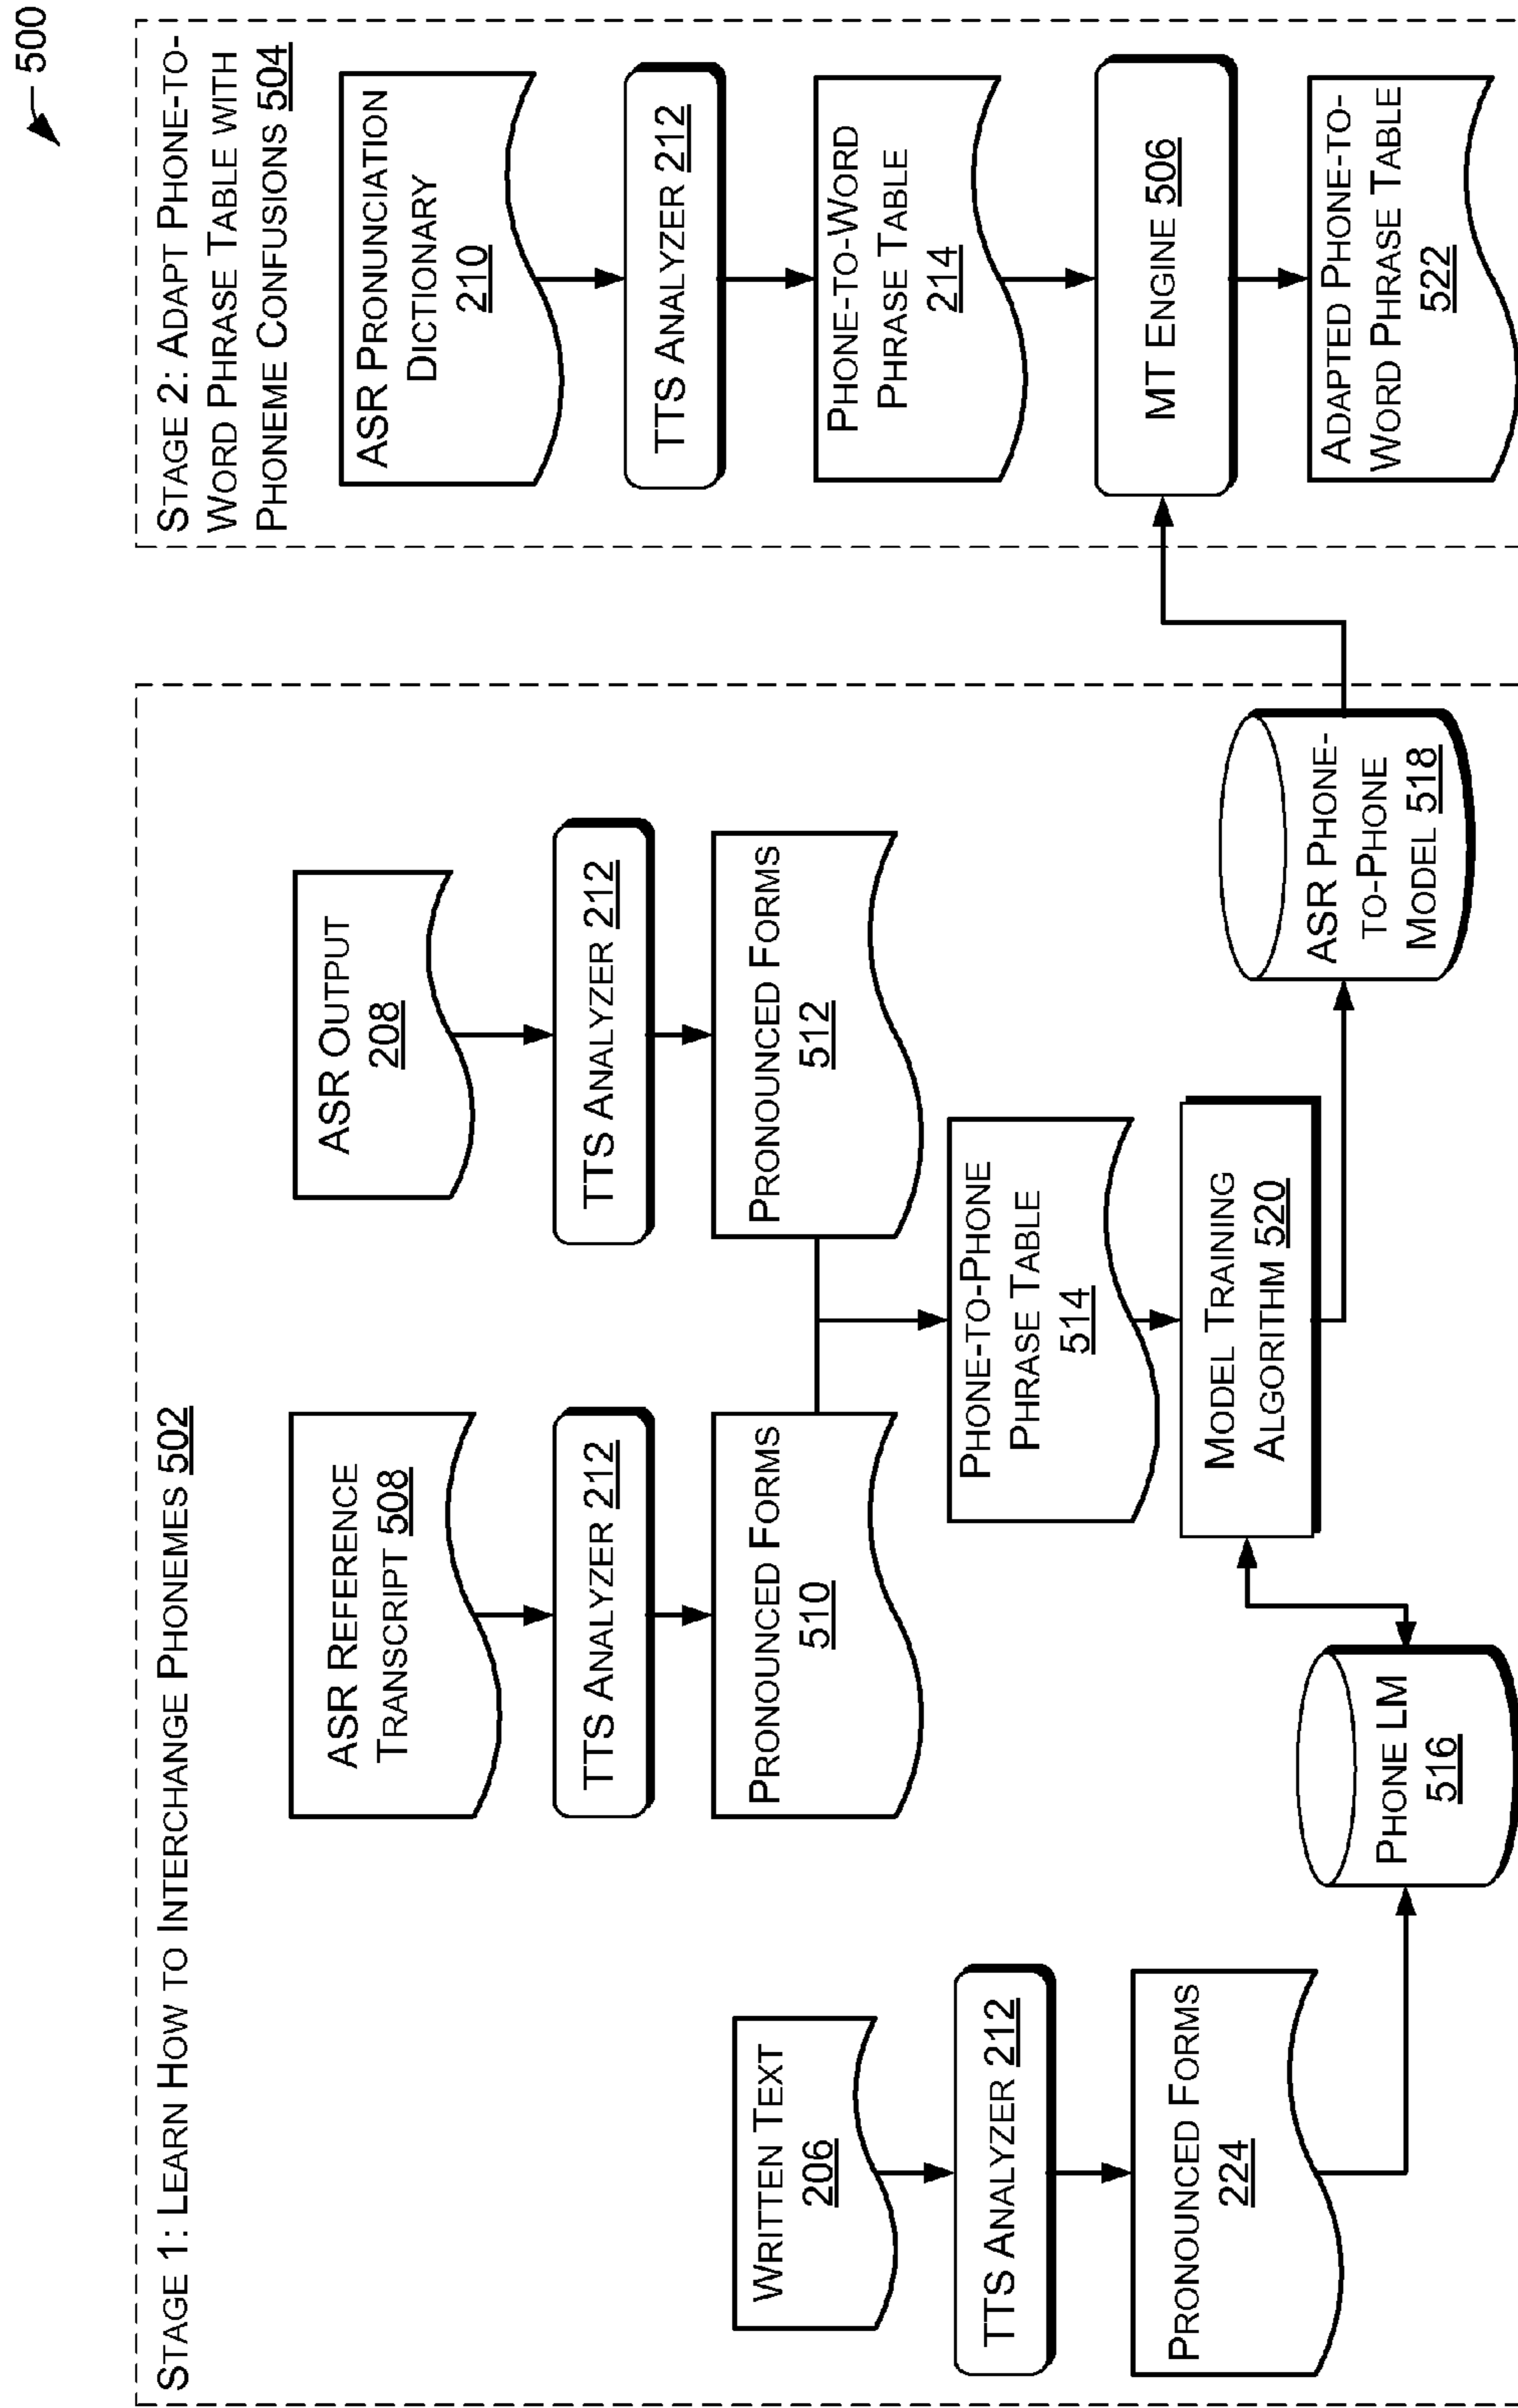 500
STAGE 1: LEARN HOW TO INTERCHANGE PHONEMES 502
WRITTEN TEXT
206
TTS ANALYZER 212
PRONOUNCED FORMS
224
PHONE LM
516
ASR REFERENCE
TRANSCRIPT 508
TTS ANALYZER 212
PRONOUNCED FORMS
510
ASR OUTPUT
208
TTS ANALYZER 212
PRONOUNCED FORMS
512
PHONE-TO-PHONE
PHRASE TABLE
514
MODEL TRAINING
ALGORITHM 520
ASR PHONE-
TO-PHONE
MODEL 518
STAGE 2: ADAPT PHONE-TO-
WORD PHRASE TABLE WITH
PHONEME CONFUSIONS 504
ASR PRONUNCIATION
DICTIONARY
210
TTS ANALYZER 212
PHONE-TO-WORD
PHRASE TABLE
214
MT ENGINE 506
ADAPTED PHONE-TO-
WORD PHRASE TABLE
522